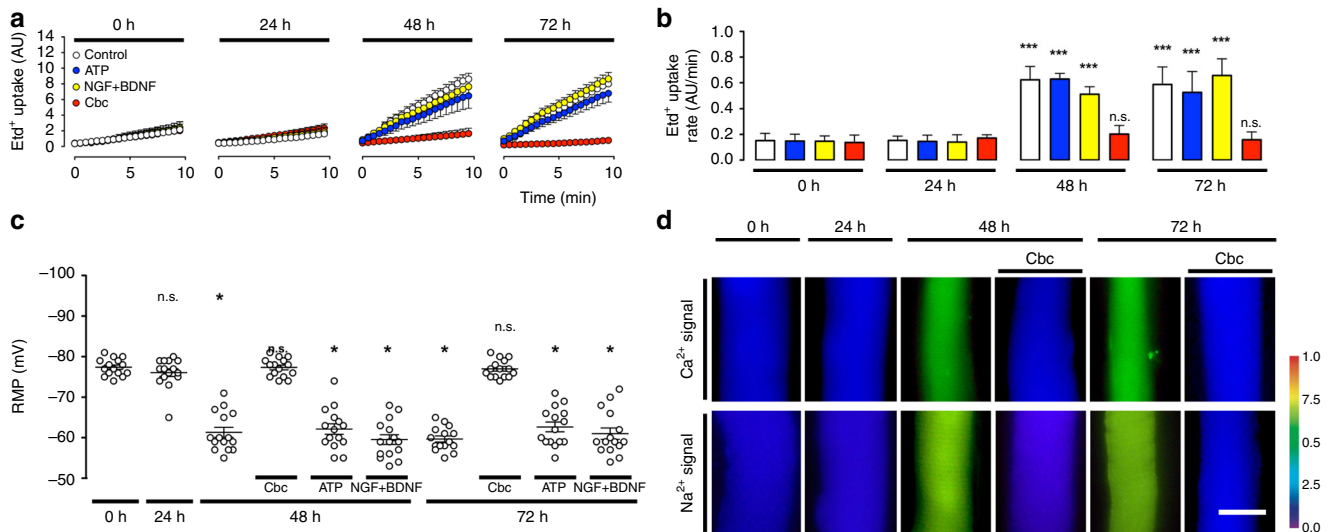 a
0 h 24 h 48 h 72 h
Etd+ uptake (AU)
14
12
10
8
6
4
2
0
Control
ATP
NGF+BDNF
Cbc
0 10 0 10 0 10 0 10
Time (min)
b
Etd+ uptake
rate (AU/min)
1.0
0.8
0.6
0.4
0.2
0.0
*** *** *** n.s. *** *** *** n.s.
0 h 24 h 48 h 72 h
c
RMP (mV)
–100
–90
–80
–70
–60
–50
n.s. * n.s. * * * n.s. * *
Cbc ATP NGF+BDNF Cbc ATP NGF+BDNF
0 h 24 h 48 h 72 h
d
0 h 24 h 48 h 72 h
Cbc Cbc
Ca2+ signal
Na2+ signal
1.0
7.5
0.5
2.5
0.0